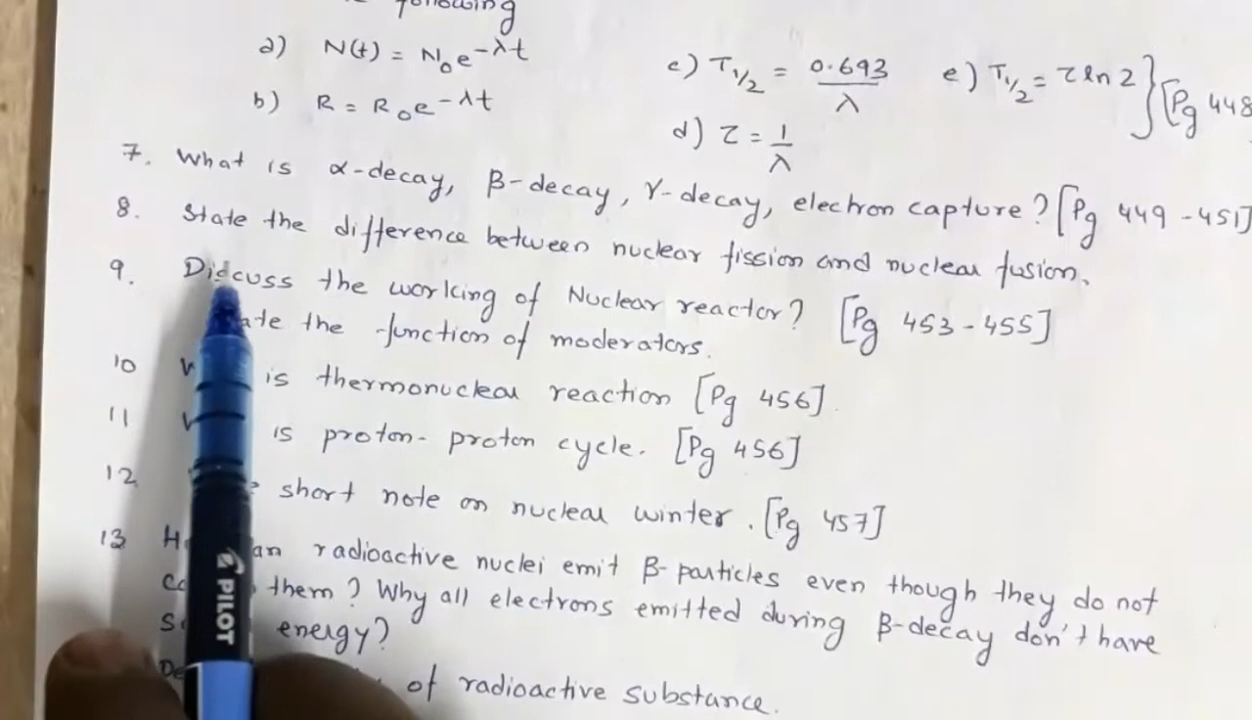 following
a) N(t) = N₀e^-λt
b) R = R₀e^-λt
c) T½ = 0.693/λ
d) τ = 1/λ
e) T½ = τ ln 2 } [Pg 448
7. What is α-decay, β-decay, γ-decay, electron capture? [Pg 449 - 451]
8. State the difference between nuclear fission and nuclear fusion.
9. Discuss the working of Nuclear reactor? [Pg 453 - 455]
the function of moderators.
10 is thermonuclear reaction [Pg 456]
11 is proton-proton cycle. [Pg 456]
12 short note on nuclear winter. [Pg 457]
13 radioactive nuclei emit β-particles even though they do not
them? Why all electrons emitted during β-decay don't have
energy?
of radioactive substance.
PILOT